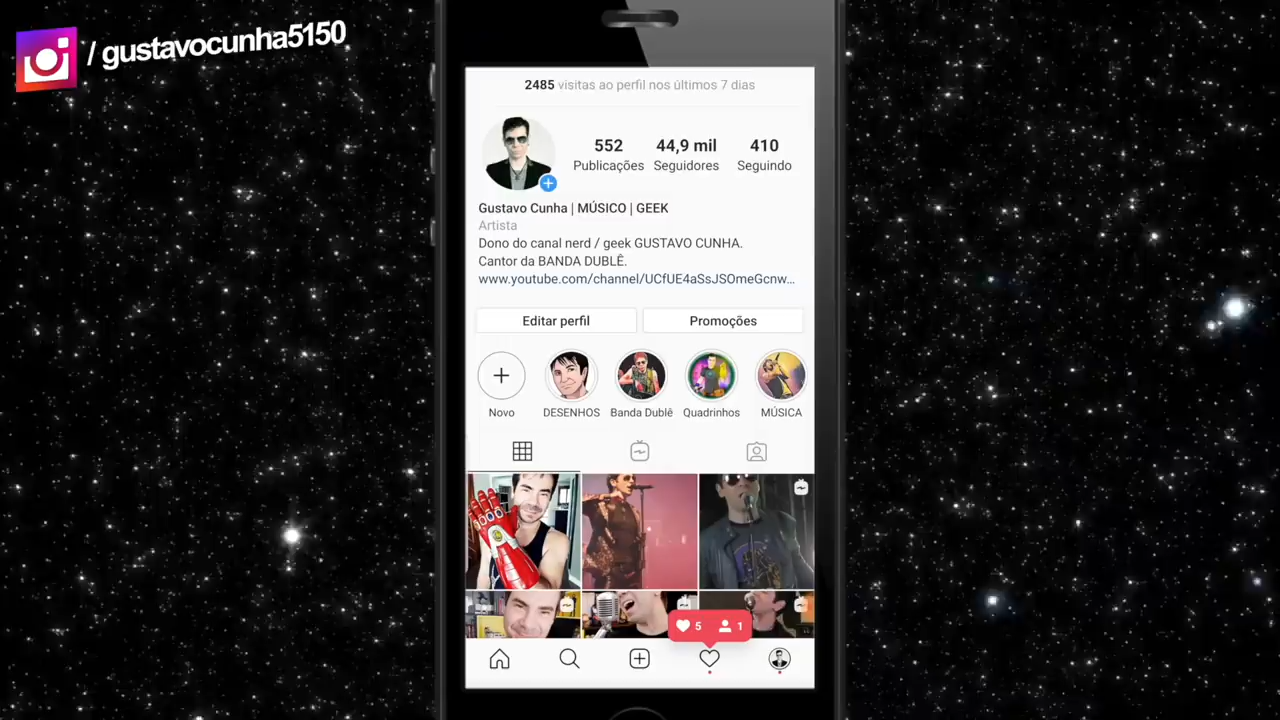 / gustavocunha5150
2485 visitas ao perfil nos últimos 7 dias
552 44,9 mil 410
Publicações Seguidores Seguindo
Gustavo Cunha | MÚSICO | GEEK
Artista
Dono do canal nerd / geek GUSTAVO CUNHA.
Cantor da BANDA DUBLÊ.
www.youtube.com/channel/UCfUE4aSsJSOmeGcnw...
Editar perfil Promoções
Novo DESENHOS Banda Dublê Quadrinhos MÚSICA
5 1